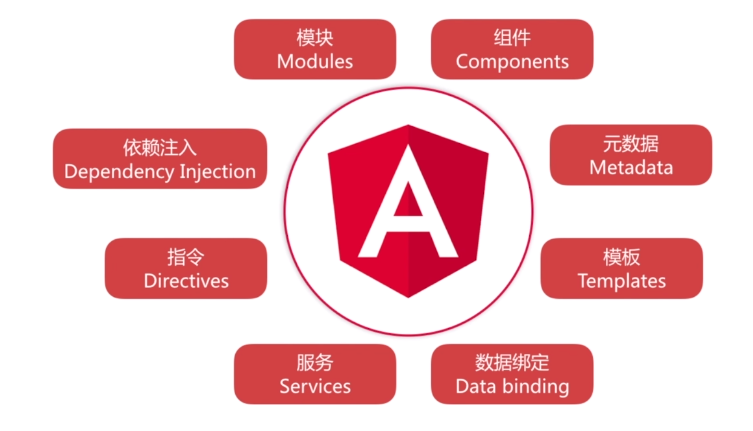 模块
Modules
组件
Components
依赖注入
Dependency Injection
元数据
Metadata
指令
Directives
模板
Templates
服务
Services
数据绑定
Data binding
A